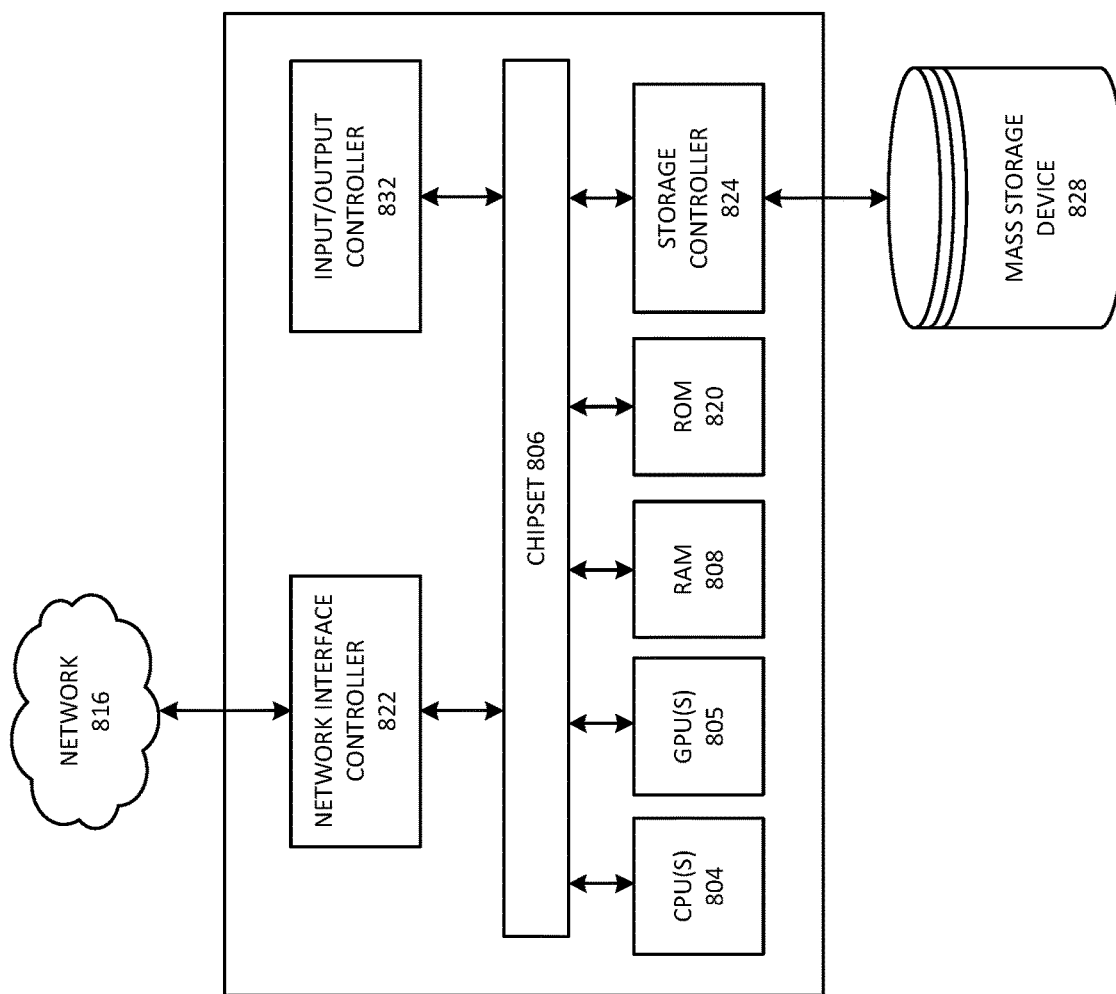 NETWORK
816
NETWORK INTERFACE
CONTROLLER
822
INPUT/OUTPUT
CONTROLLER
832
CHIPSET 806
CPU(S)
804
GPU(S)
805
RAM
808
ROM
820
STORAGE
CONTROLLER
824
MASS STORAGE
DEVICE
828